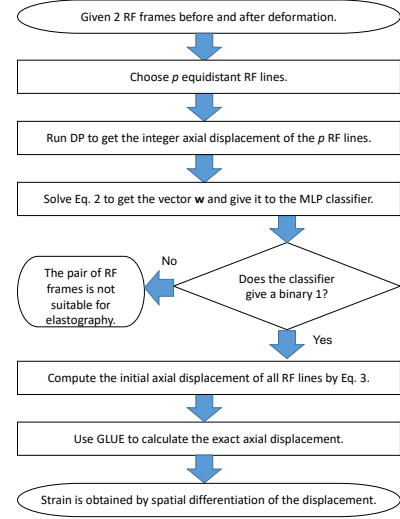 Given 2 RF frames before and after deformation.
Choose p equidistant RF lines.
Run DP to get the integer axial displacement of the p RF lines.
Solve Eq. 2 to get the vector w and give it to the MLP classifier.
Does the classifier
give a binary 1?
No
The pair of RF
frames is not
suitable for
elastography.
Yes
Compute the initial axial displacement of all RF lines by Eq. 3.
Use GLUE to calculate the exact axial displacement.
Strain is obtained by spatial differentiation of the displacement.